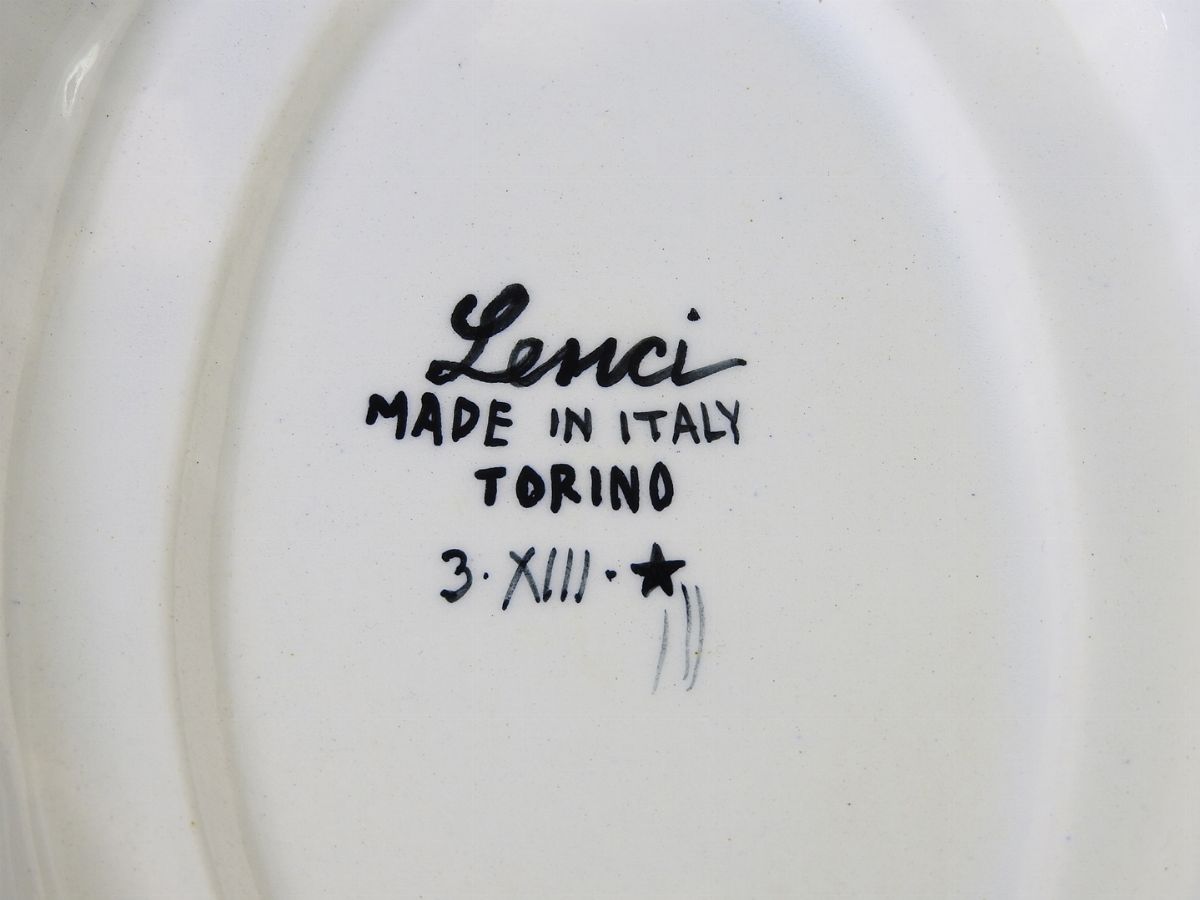 Lenci
MADE IN ITALY
TORINO
3·XIII·★